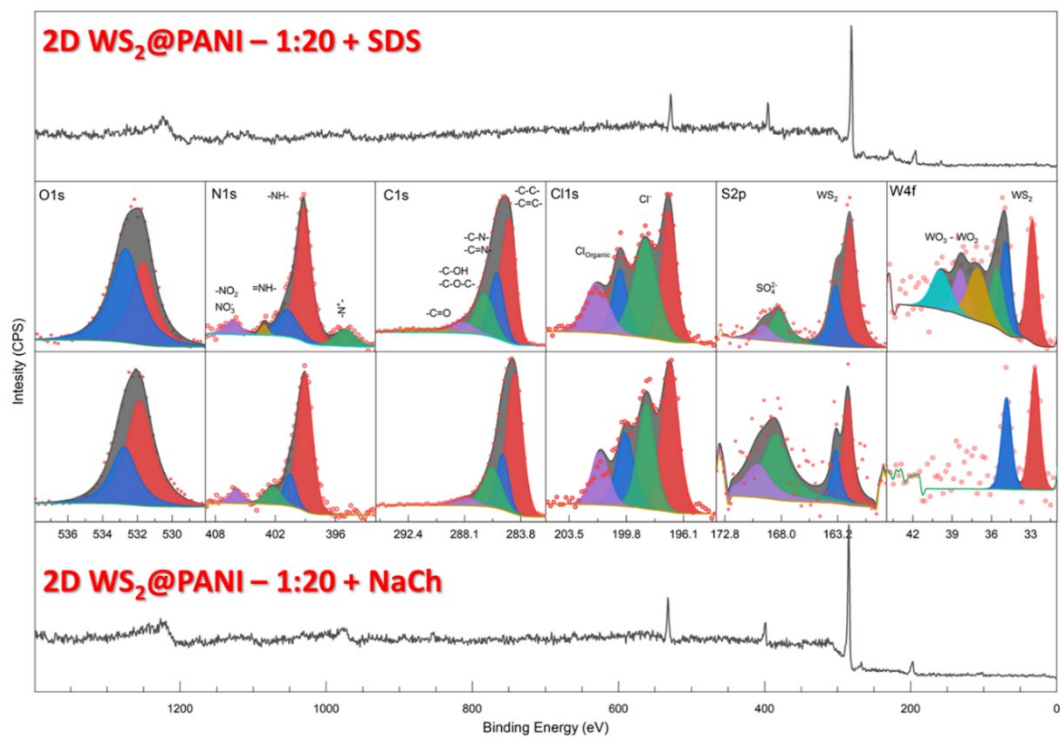 2D WS₂@PANI – 1:20 + SDS
O1s
N1s
-NH-
-NO₂
NO₃⁻
=NH-
-N⁺-
C1s
-C-C-
-C=C-
-C-N-
-C=N-
-C-OH
-C-O-C-
-C=O
Cl1s
Cl⁻
Cl Organic
S2p
WS₂
SO₄²⁻
W4f
WS₂
WO₃ - WO₂
Intesity (CPS)
536 534 532 530
408 402 396
292.4 288.1 283.8
203.5 199.8 196.1
172.8 168.0 163.2
42 39 36 33
2D WS₂@PANI – 1:20 + NaCh
1200 1000 800 600 400 200 0
Binding Energy (eV)